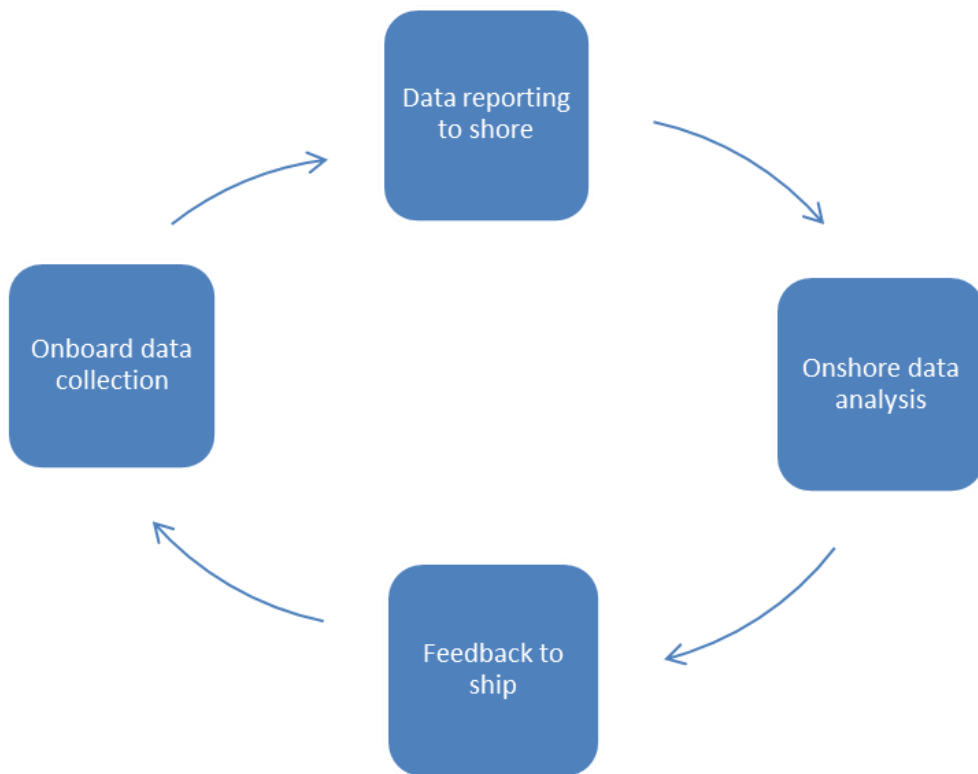 Data reporting
to shore
Onboard data
collection
Onshore data
analysis
Feedback to
ship